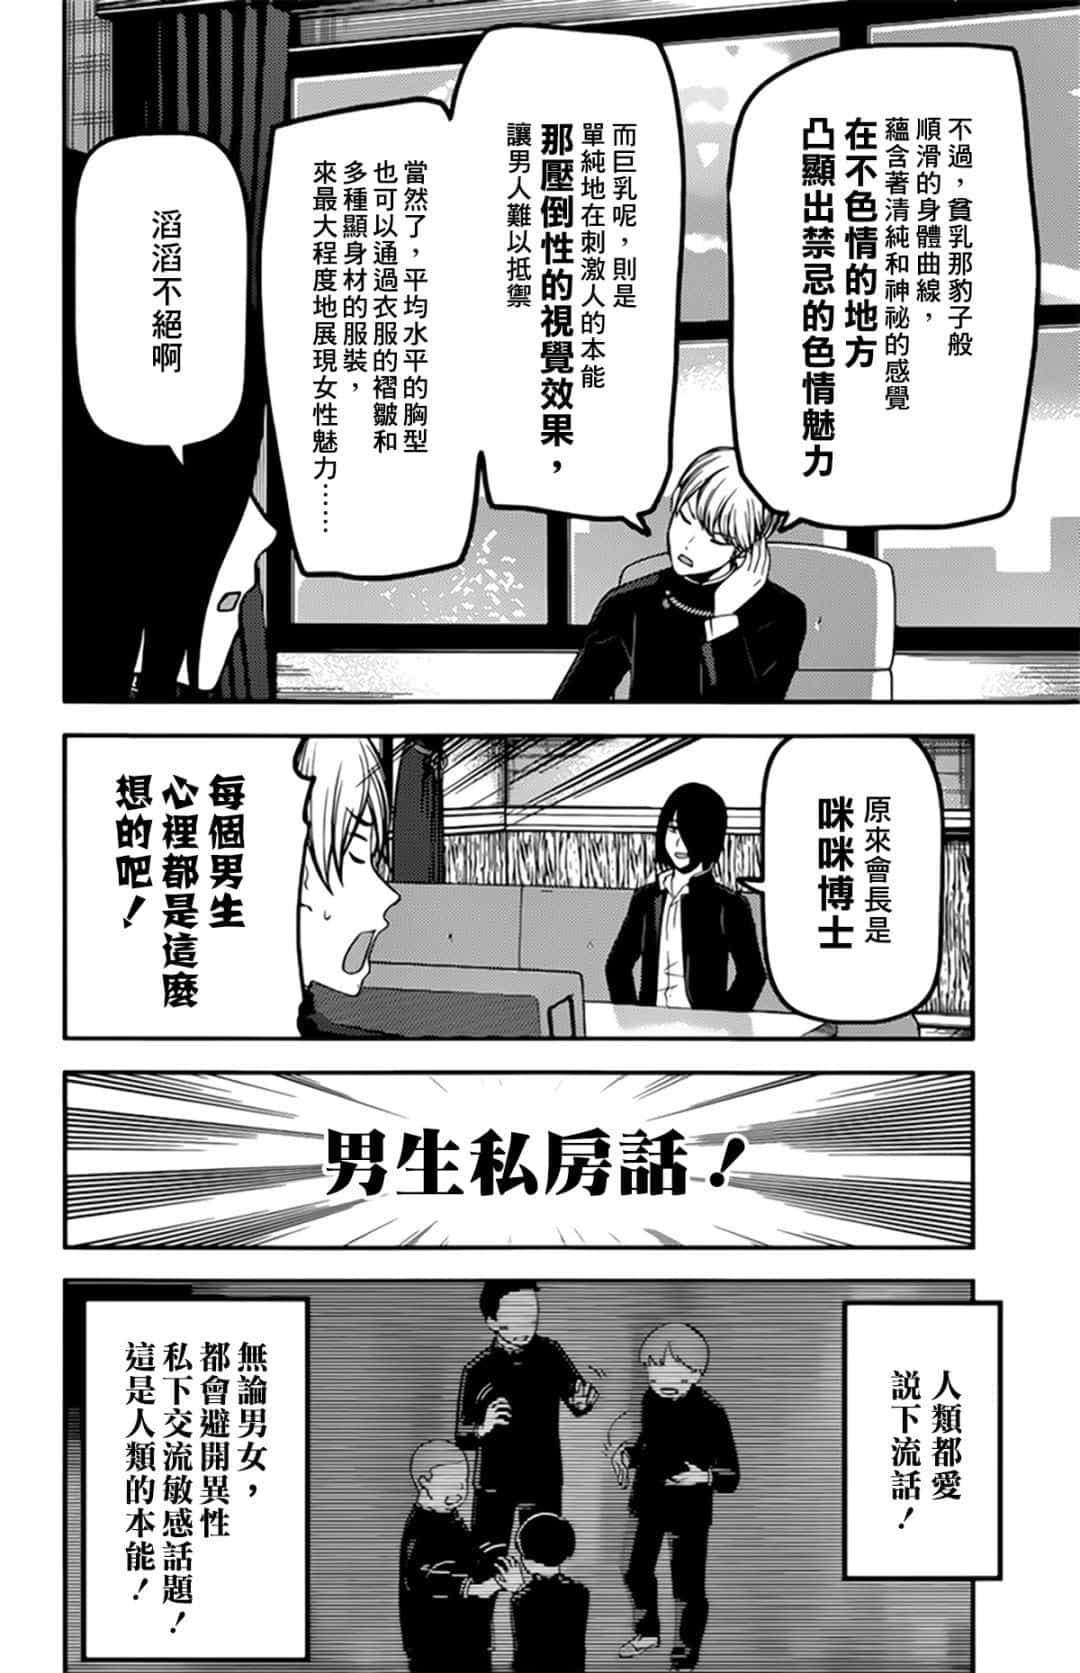 不過，貧乳那豹子般
順滑的身體曲線，
蘊含著清純和神祕的感覺
在不色情的地方
凸顯出禁忌的色情魅力
而巨乳呢，則是
單純地在刺激人的本能
那壓倒性的視覺效果，
讓男人難以抵禦
當然了，平均水平的胸型
也可以通過衣服的褶皺和
多種顯身材的服裝，
來最大程度地展現女性魅力……
滔滔不絕啊
原來會長是
咪咪博士
每個男生
心裡都是這麼
想的吧！
男生私房話！
人類都愛
説下流話！
無論男女，
都會避開異性
私下交流敏感話題！
這是人類的本能！